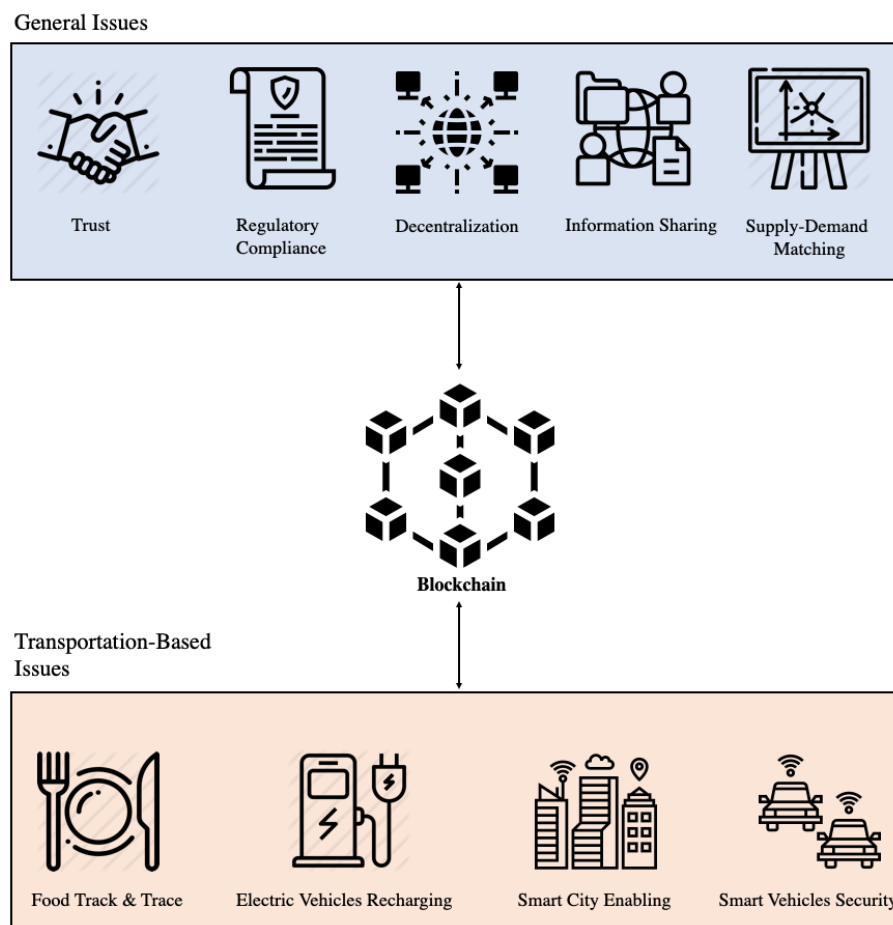 General Issues
Trust
Regulatory
Compliance
Decentralization
Information Sharing
Supply-Demand
Matching
Blockchain
Transportation-Based
Issues
Food Track & Trace
Electric Vehicles Recharging
Smart City Enabling
Smart Vehicles Security